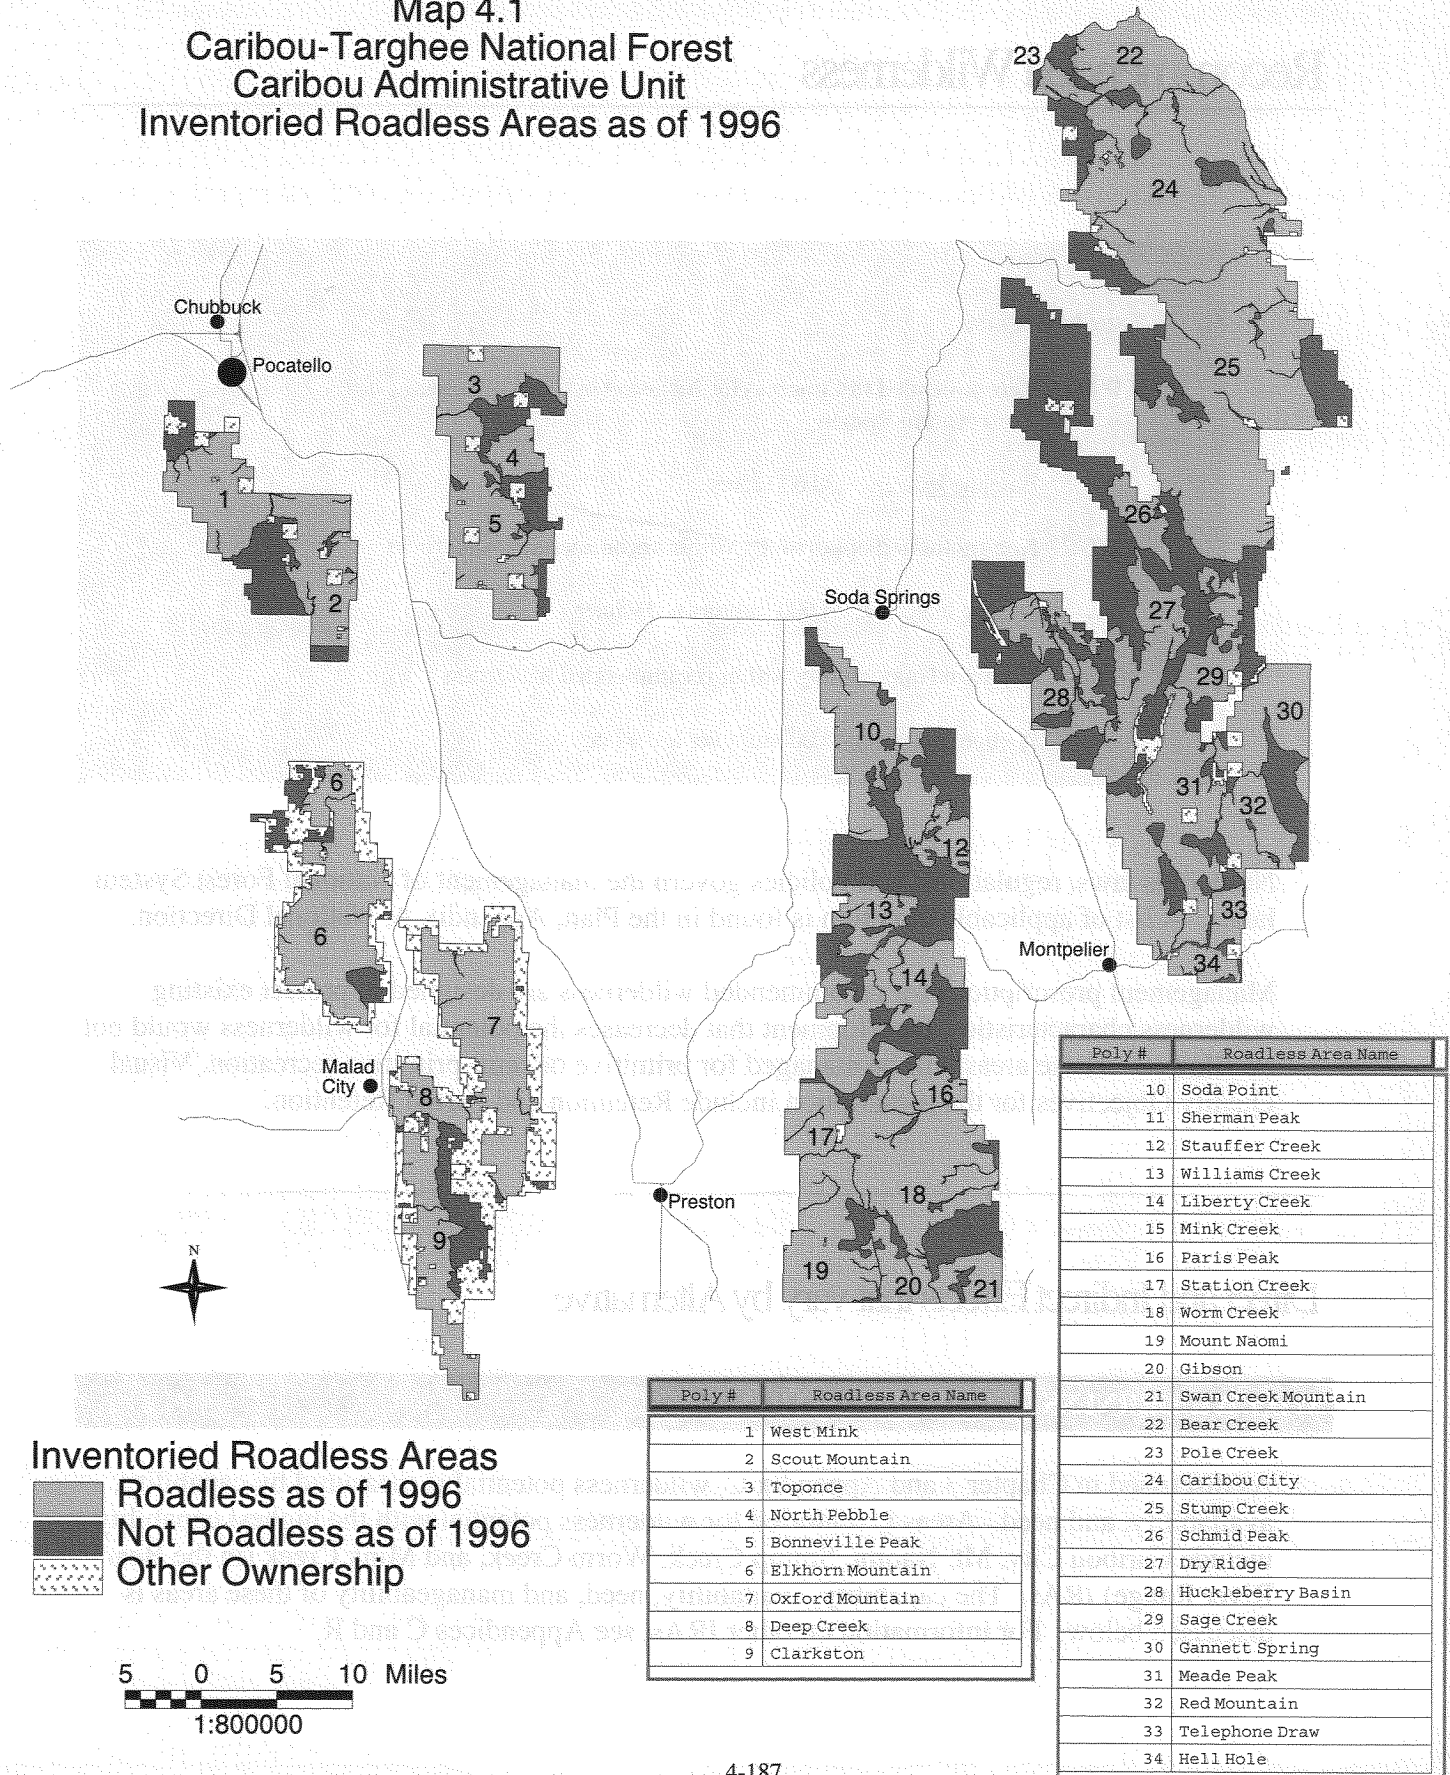 Map 4.1
Caribou-Targhee National Forest
Caribou Administrative Unit
Inventoried Roadless Areas as of 1996
23
22
24
Chubbuck
Pocatello
3
25
4
1
5
26
2
Soda Springs
27
29
28
30
10
6
31
32
12
6
13
33
Montpelier
34
14
7
Malad
City
8
16
17
Preston
18
9
19
20
21
N
Poly # Roadless Area Name
10 Soda Point
11 Sherman Peak
12 Stauffer Creek
13 Williams Creek
14 Liberty Creek
15 Mink Creek
16 Paris Peak
17 Station Creek
18 Worm Creek
19 Mount Naomi
20 Gibson
21 Swan Creek Mountain
22 Bear Creek
23 Pole Creek
24 Caribou City
25 Stump Creek
26 Schmid Peak
27 Dry Ridge
28 Huckleberry Basin
29 Sage Creek
30 Gannett Spring
31 Meade Peak
32 Red Mountain
33 Telephone Draw
34 Hell Hole
Poly # Roadless Area Name
1 West Mink
2 Scout Mountain
3 Toponce
4 North Pebble
5 Bonneville Peak
6 Elkhorn Mountain
7 Oxford Mountain
8 Deep Creek
9 Clarkston
Inventoried Roadless Areas
Roadless as of 1996
Not Roadless as of 1996
Other Ownership
5 0 5 10 Miles
1:800000
4-187